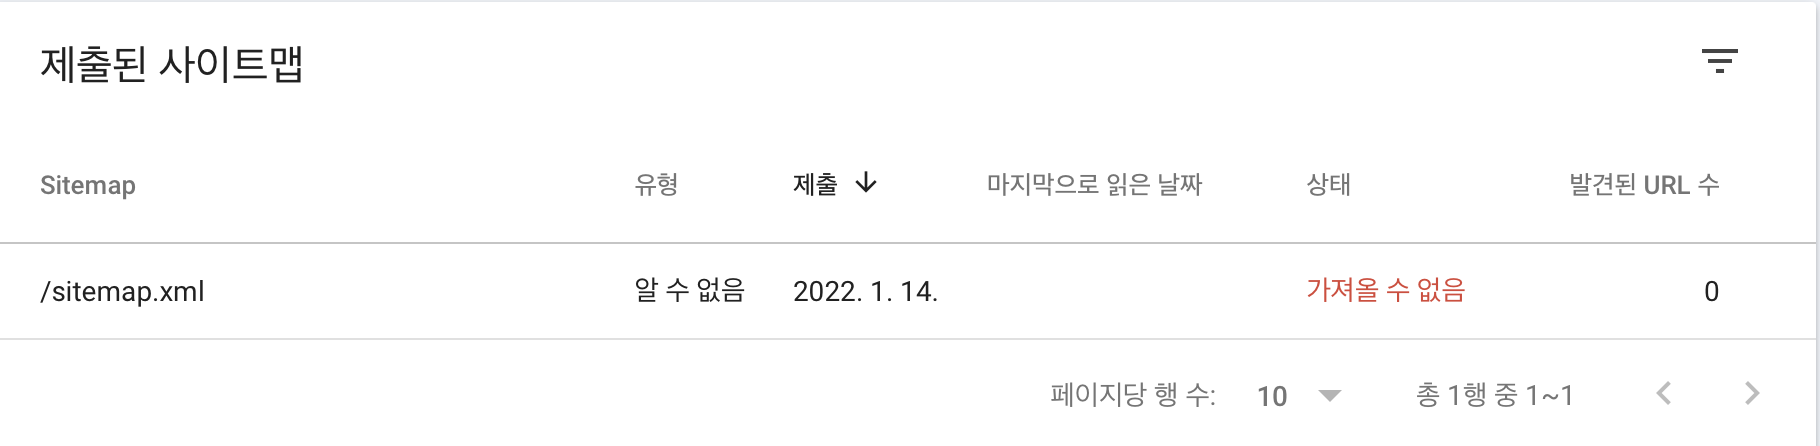 제출된 사이트맵
Sitemap 유형 제출 마지막으로 읽은 날짜 상태 발견된 URL 수
/sitemap.xml 알 수 없음 2022. 1. 14. 가져올 수 없음 0
페이지당 행 수: 10 총 1행 중 1~1